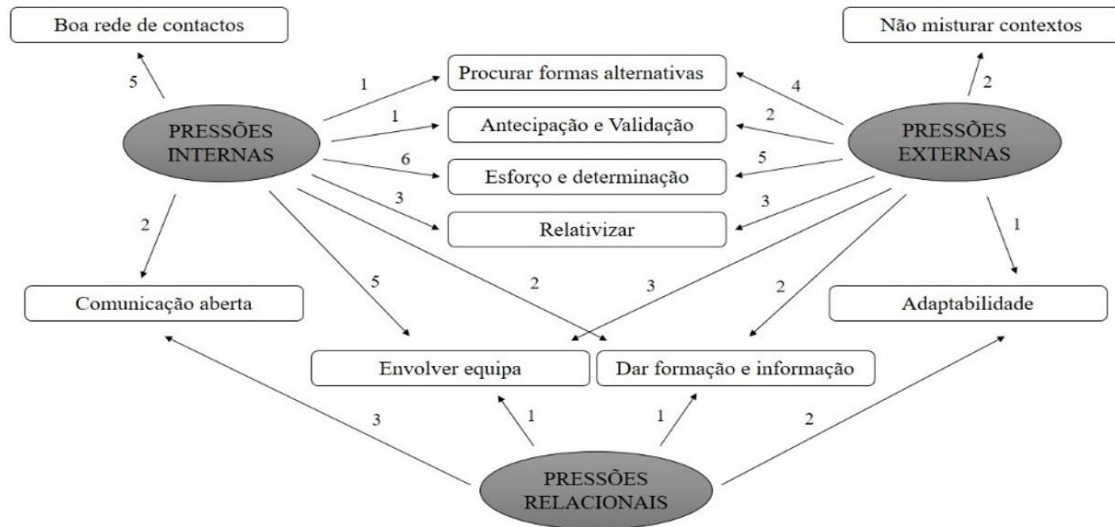 Boa rede de contactos
Não misturar contextos
5
1
Procurar formas alternativas
4
2
PRESSÕES
INTERNAS
1
Antecipação e Validação
2
PRESSÕES
EXTERNAS
6
Esforço e determinação
5
3
Relativizar
3
2
1
5
2
3
2
Comunicação aberta
Adaptabilidade
Envolver equipa
Dar formação e informação
3
1
1
2
PRESSÕES
RELACIONAIS